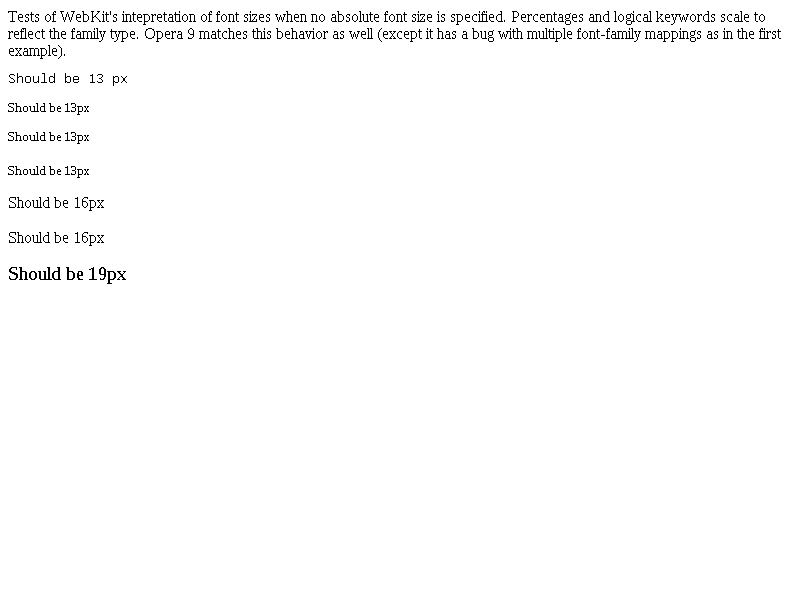 Tests of WebKit's intepretation of font sizes when no absolute font size is specified. Percentages and logical keywords scale to
reflect the family type. Opera 9 matches this behavior as well (except it has a bug with multiple font-family mappings as in the first
example).
Should be 13 px
Should be 13px
Should be 13px
Should be 13px
Should be 16px
Should be 16px
Should be 19px